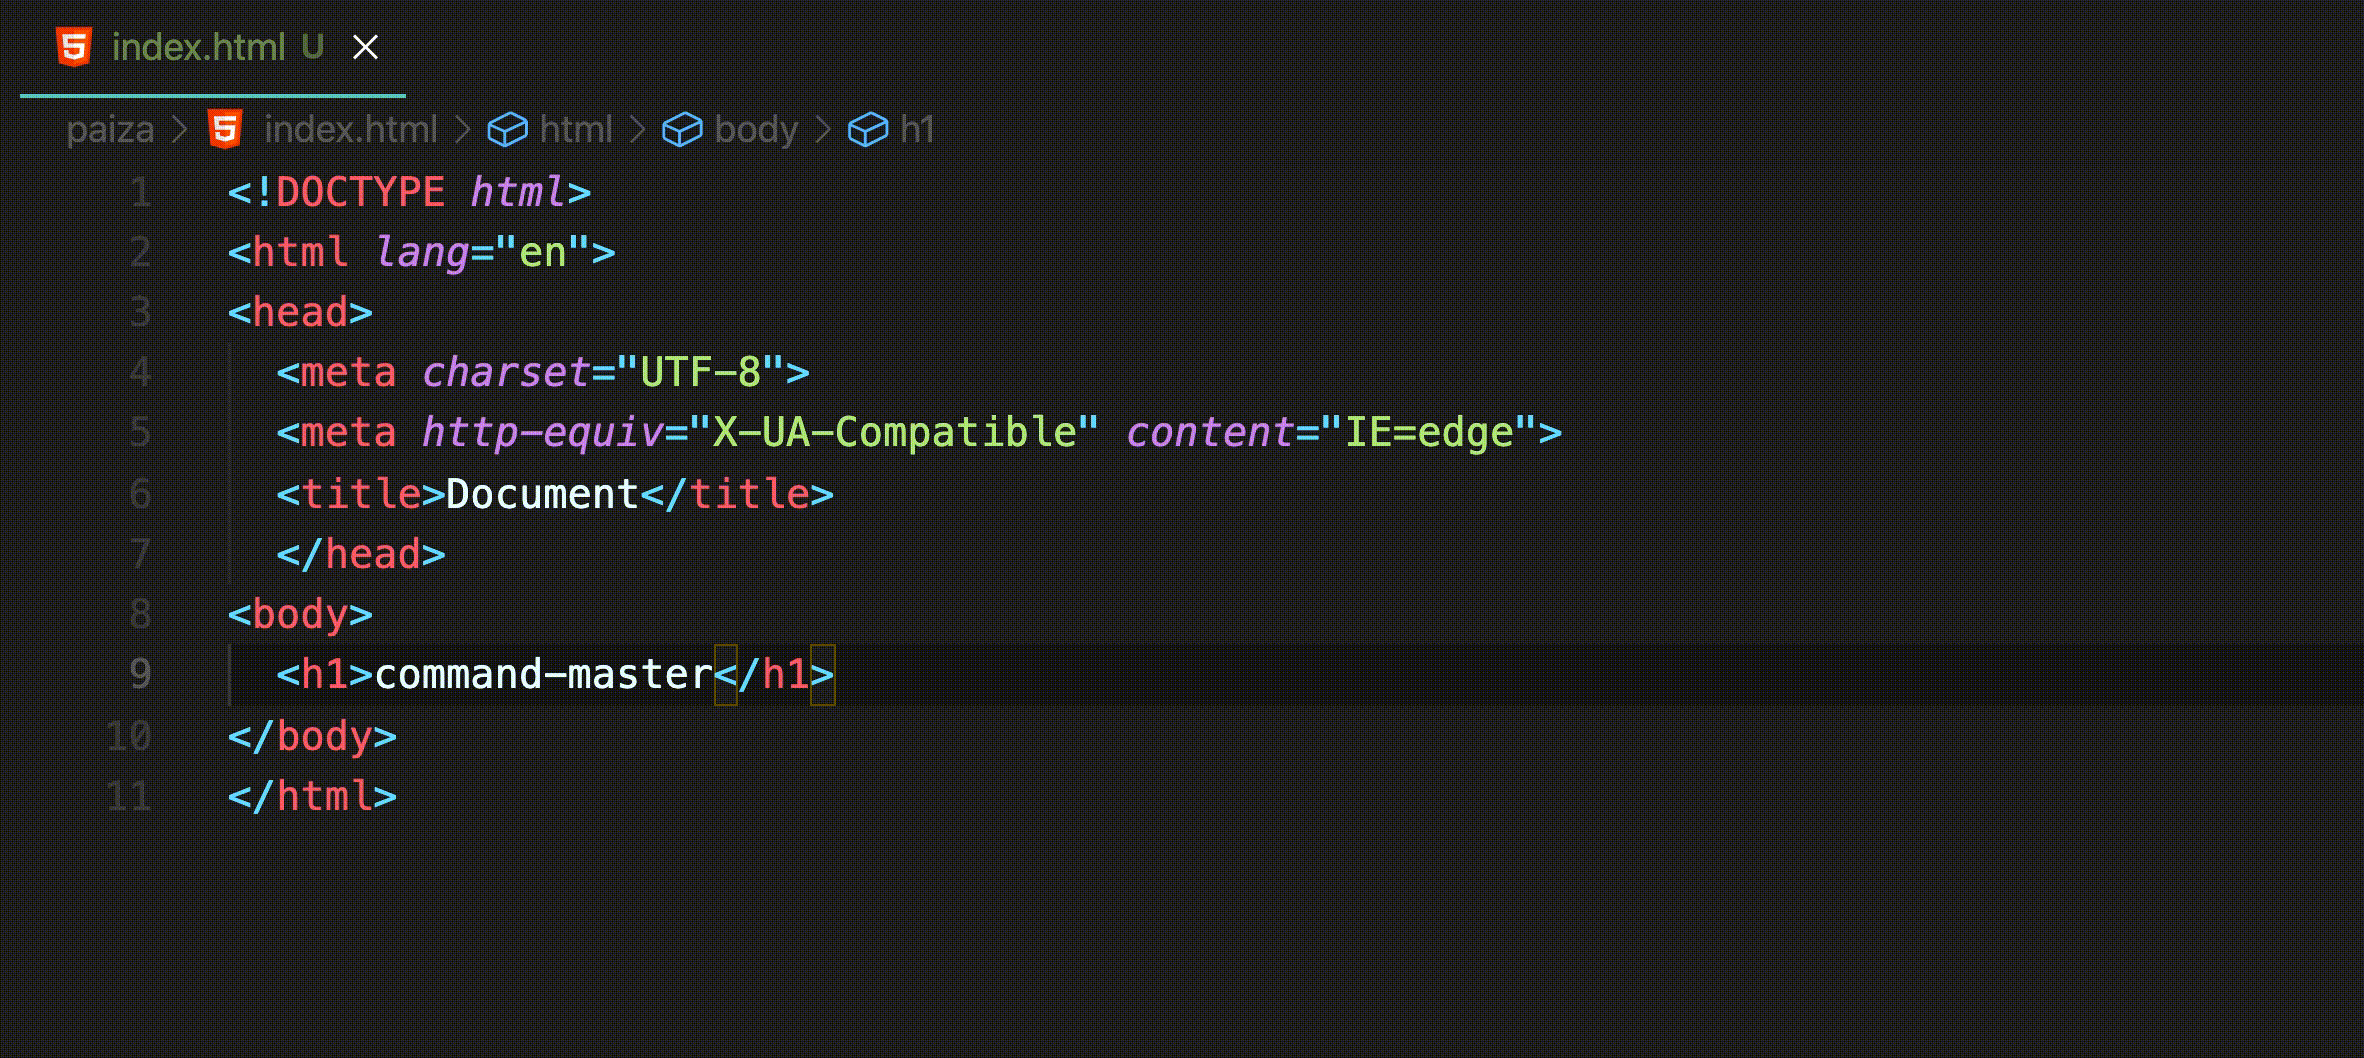 index.html U
paiza > index.html > html > body > h1
1 <!DOCTYPE html>
2 <html lang="en">
3 <head>
4   <meta charset="UTF-8">
5   <meta http-equiv="X-UA-Compatible" content="IE=edge">
6   <title>Document</title>
7   </head>
8 <body>
9   <h1>command-master</h1>
10 </body>
11 </html>